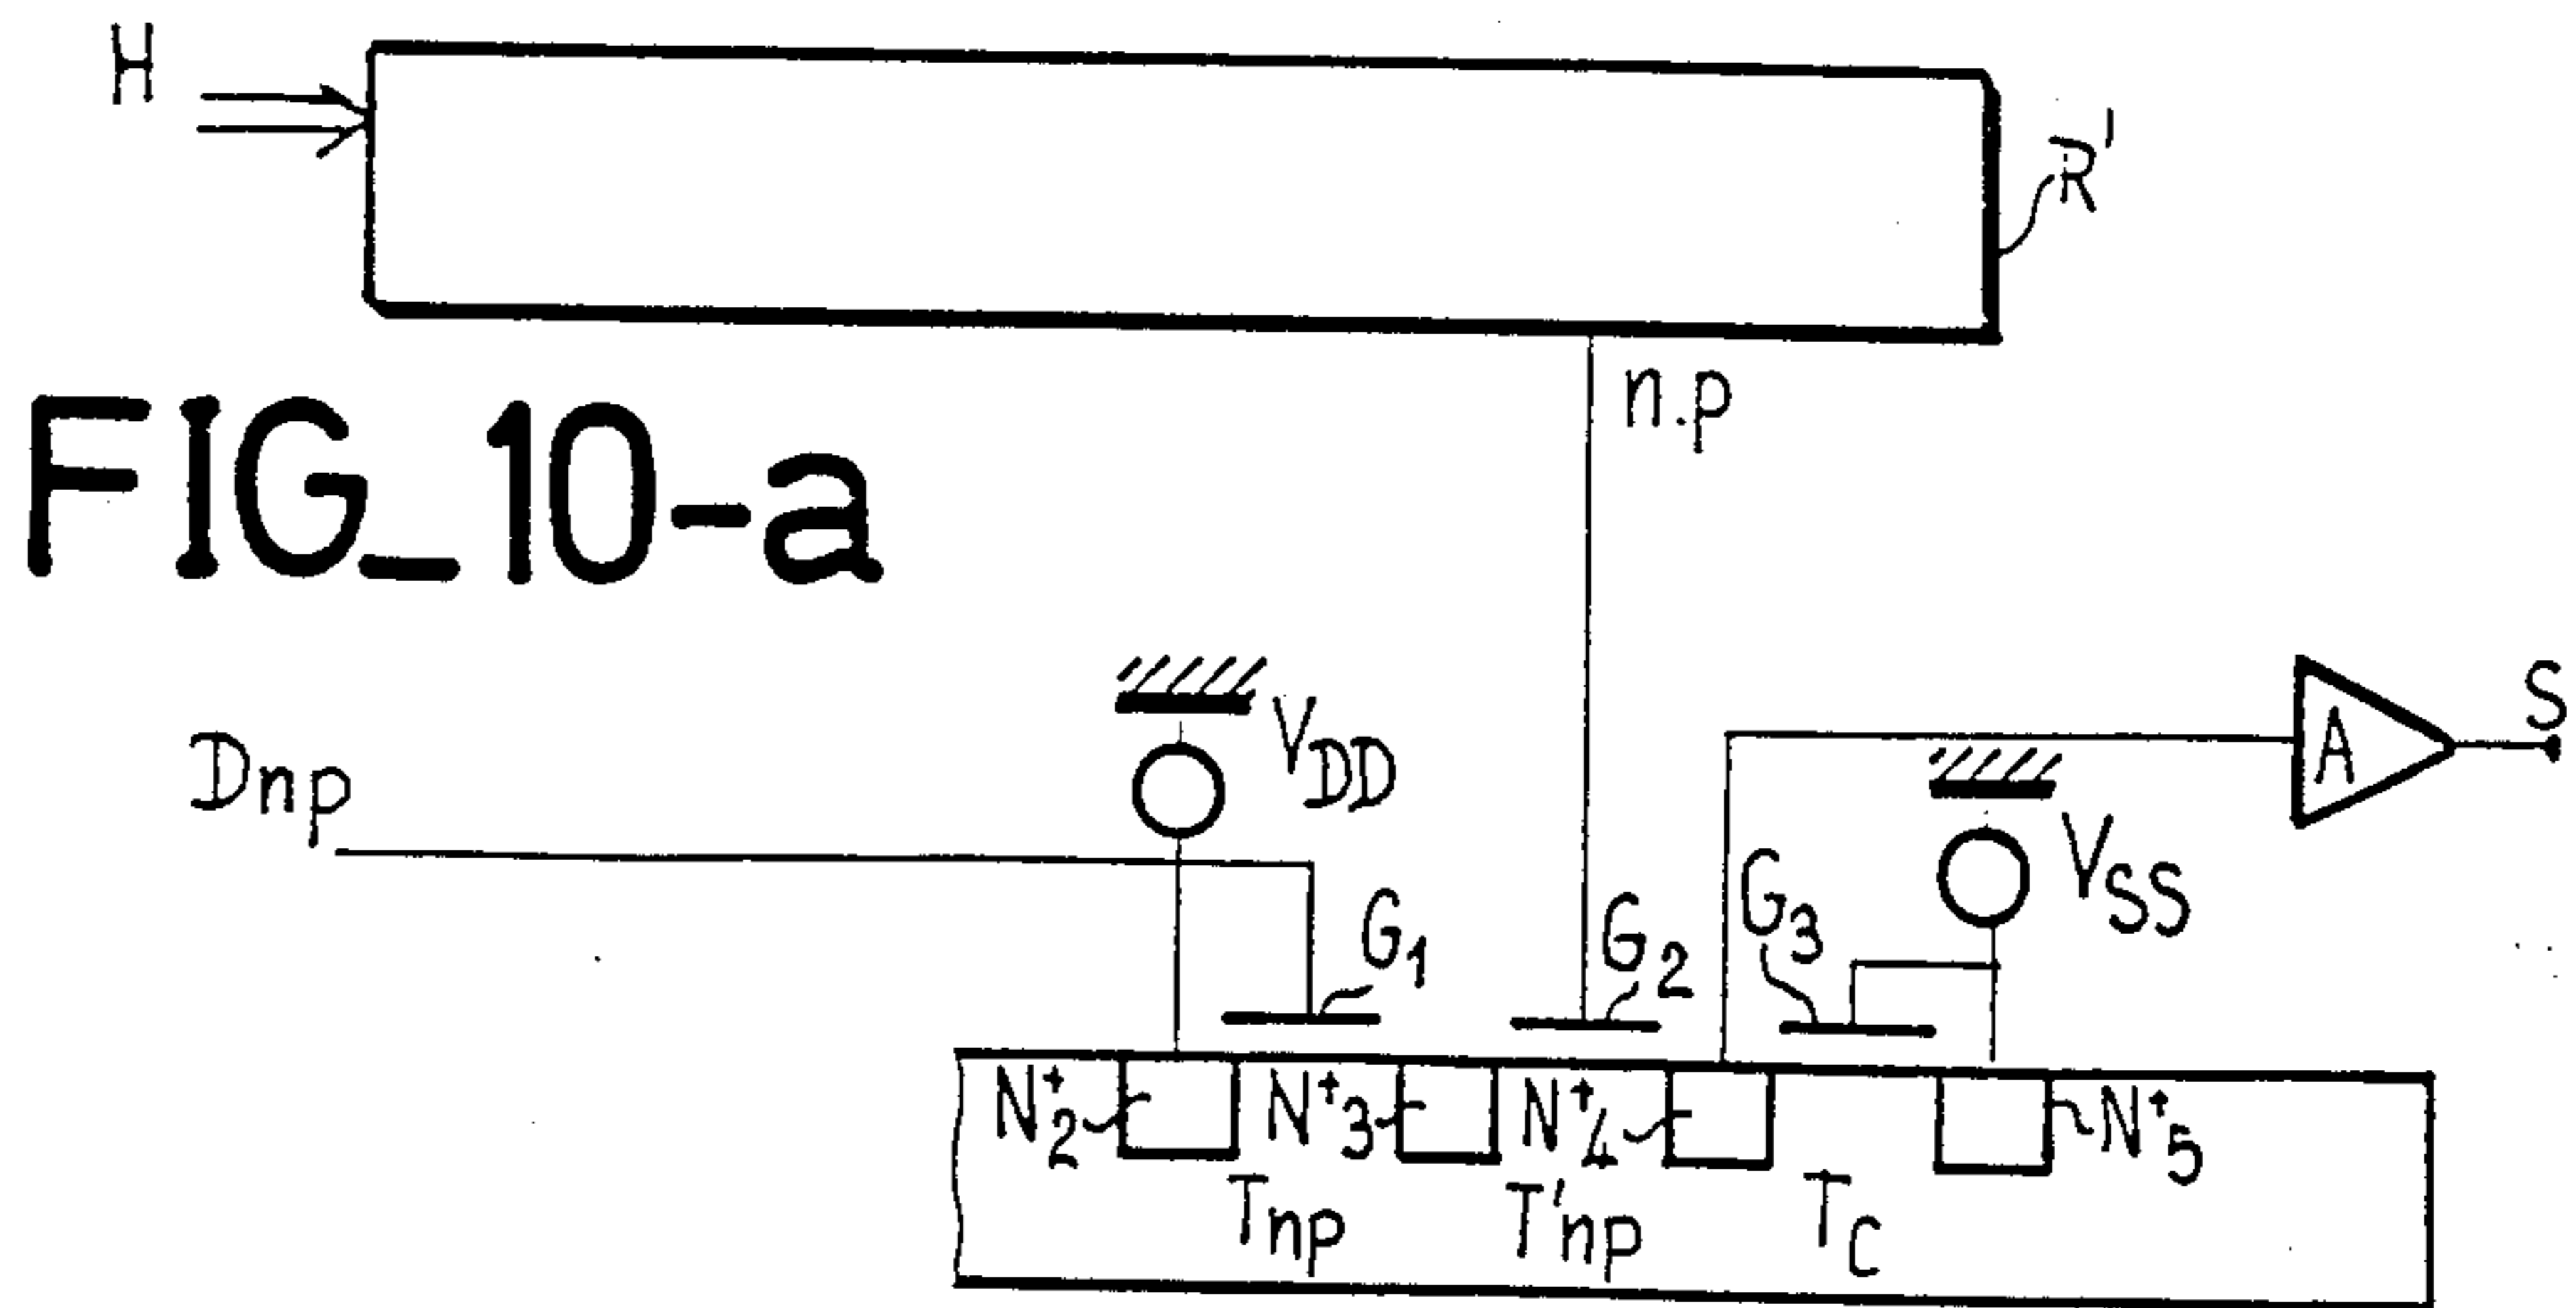 H
R'
n.p
FIG_10-a
VDD
S
A
Dnp
VSS
G1
G2
G3
N+2
N+3
N+4
N+5
Tnp
T'np
TC